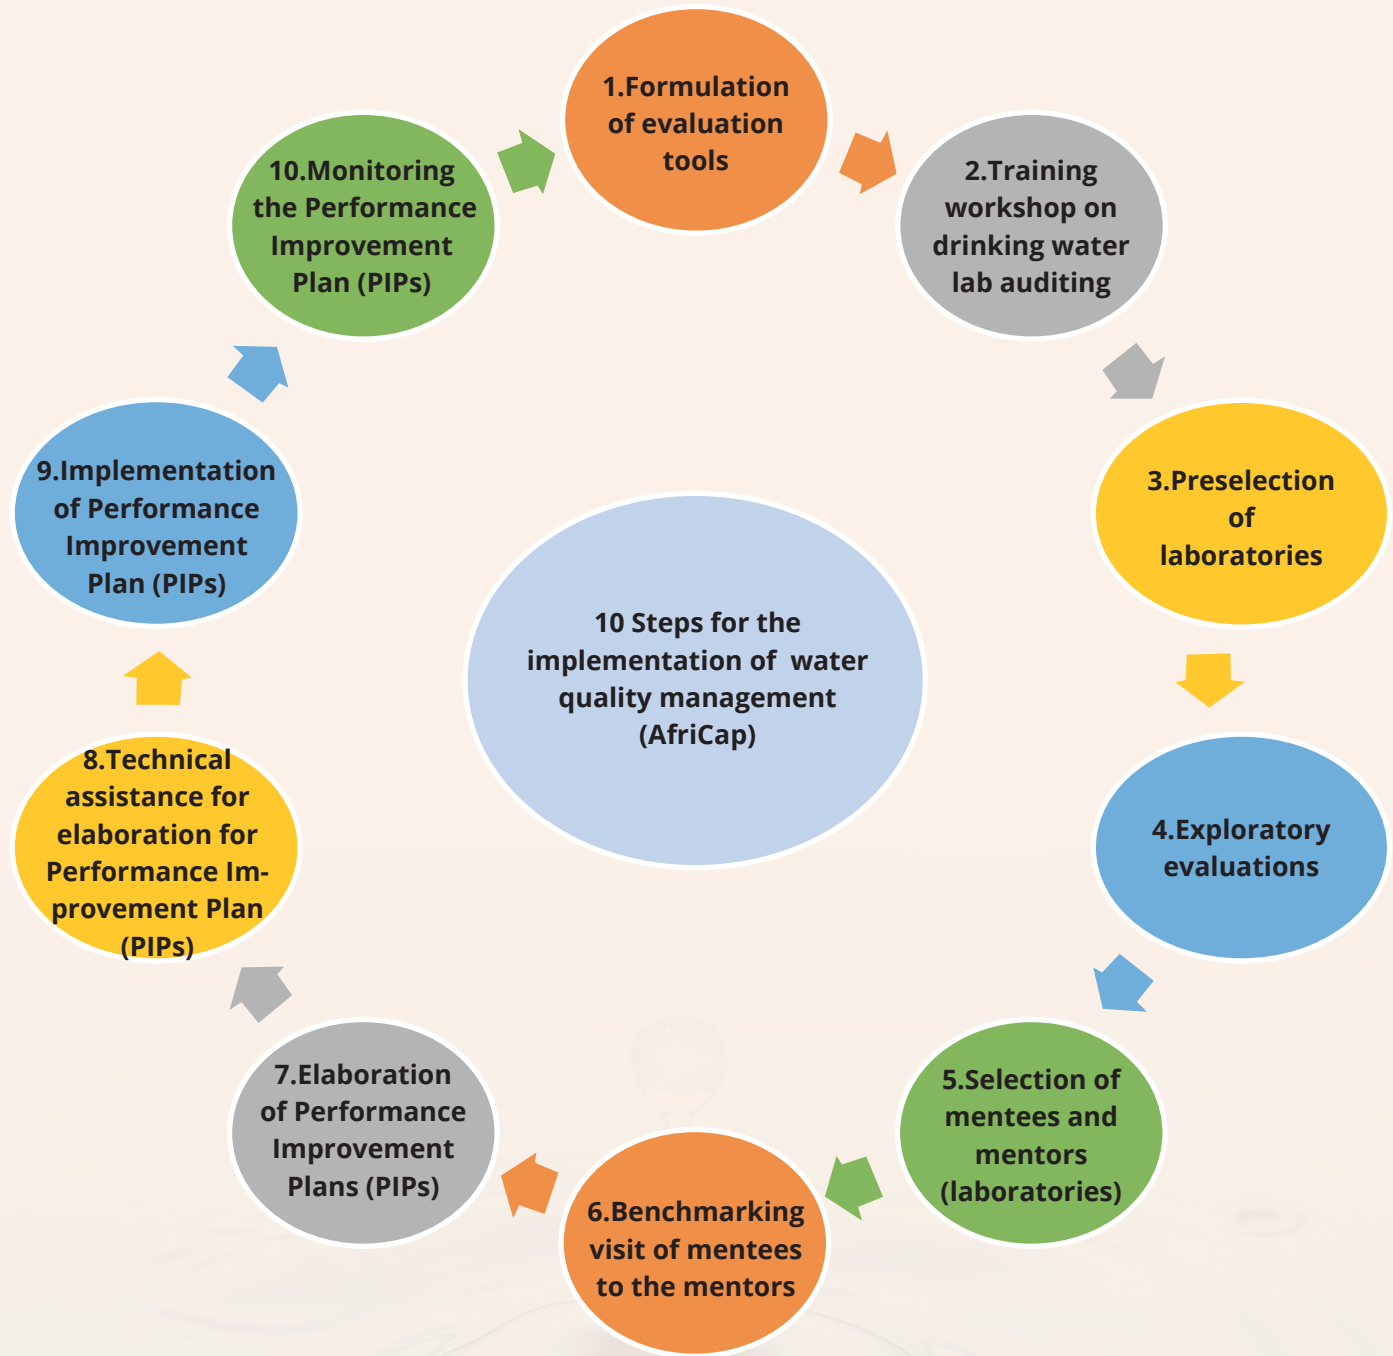 1.Formulation
of evaluation
tools
2.Training
workshop on
drinking water
lab auditing
3.Preselection
of
laboratories
4.Exploratory
evaluations
5.Selection of
mentees and
mentors
(laboratories)
6.Benchmarking
visit of mentees
to the mentors
7.Elaboration
of Performance
Improvement
Plans (PIPs)
8.Technical
assistance for
elaboration for
Performance Im-
provement Plan
(PIPs)
9.Implementation
of Performance
Improvement
Plan (PIPs)
10.Monitoring
the Performance
Improvement
Plan (PIPs)
10 Steps for the
implementation of water
quality management
(AfriCap)